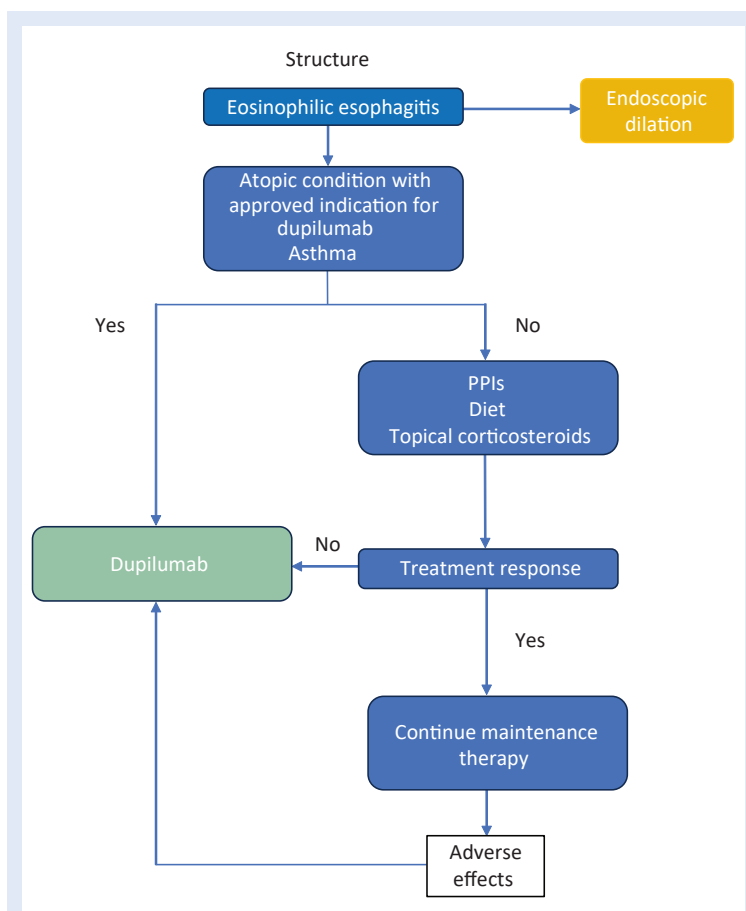 Structure
Eosinophilic esophagitis
Endoscopic
dilation
Atopic condition with
approved indication for
dupilumab
Asthma
Yes
No
PPIs
Diet
Topical corticosteroids
Dupilumab
No
Treatment response
Yes
Continue maintenance
therapy
Adverse
effects